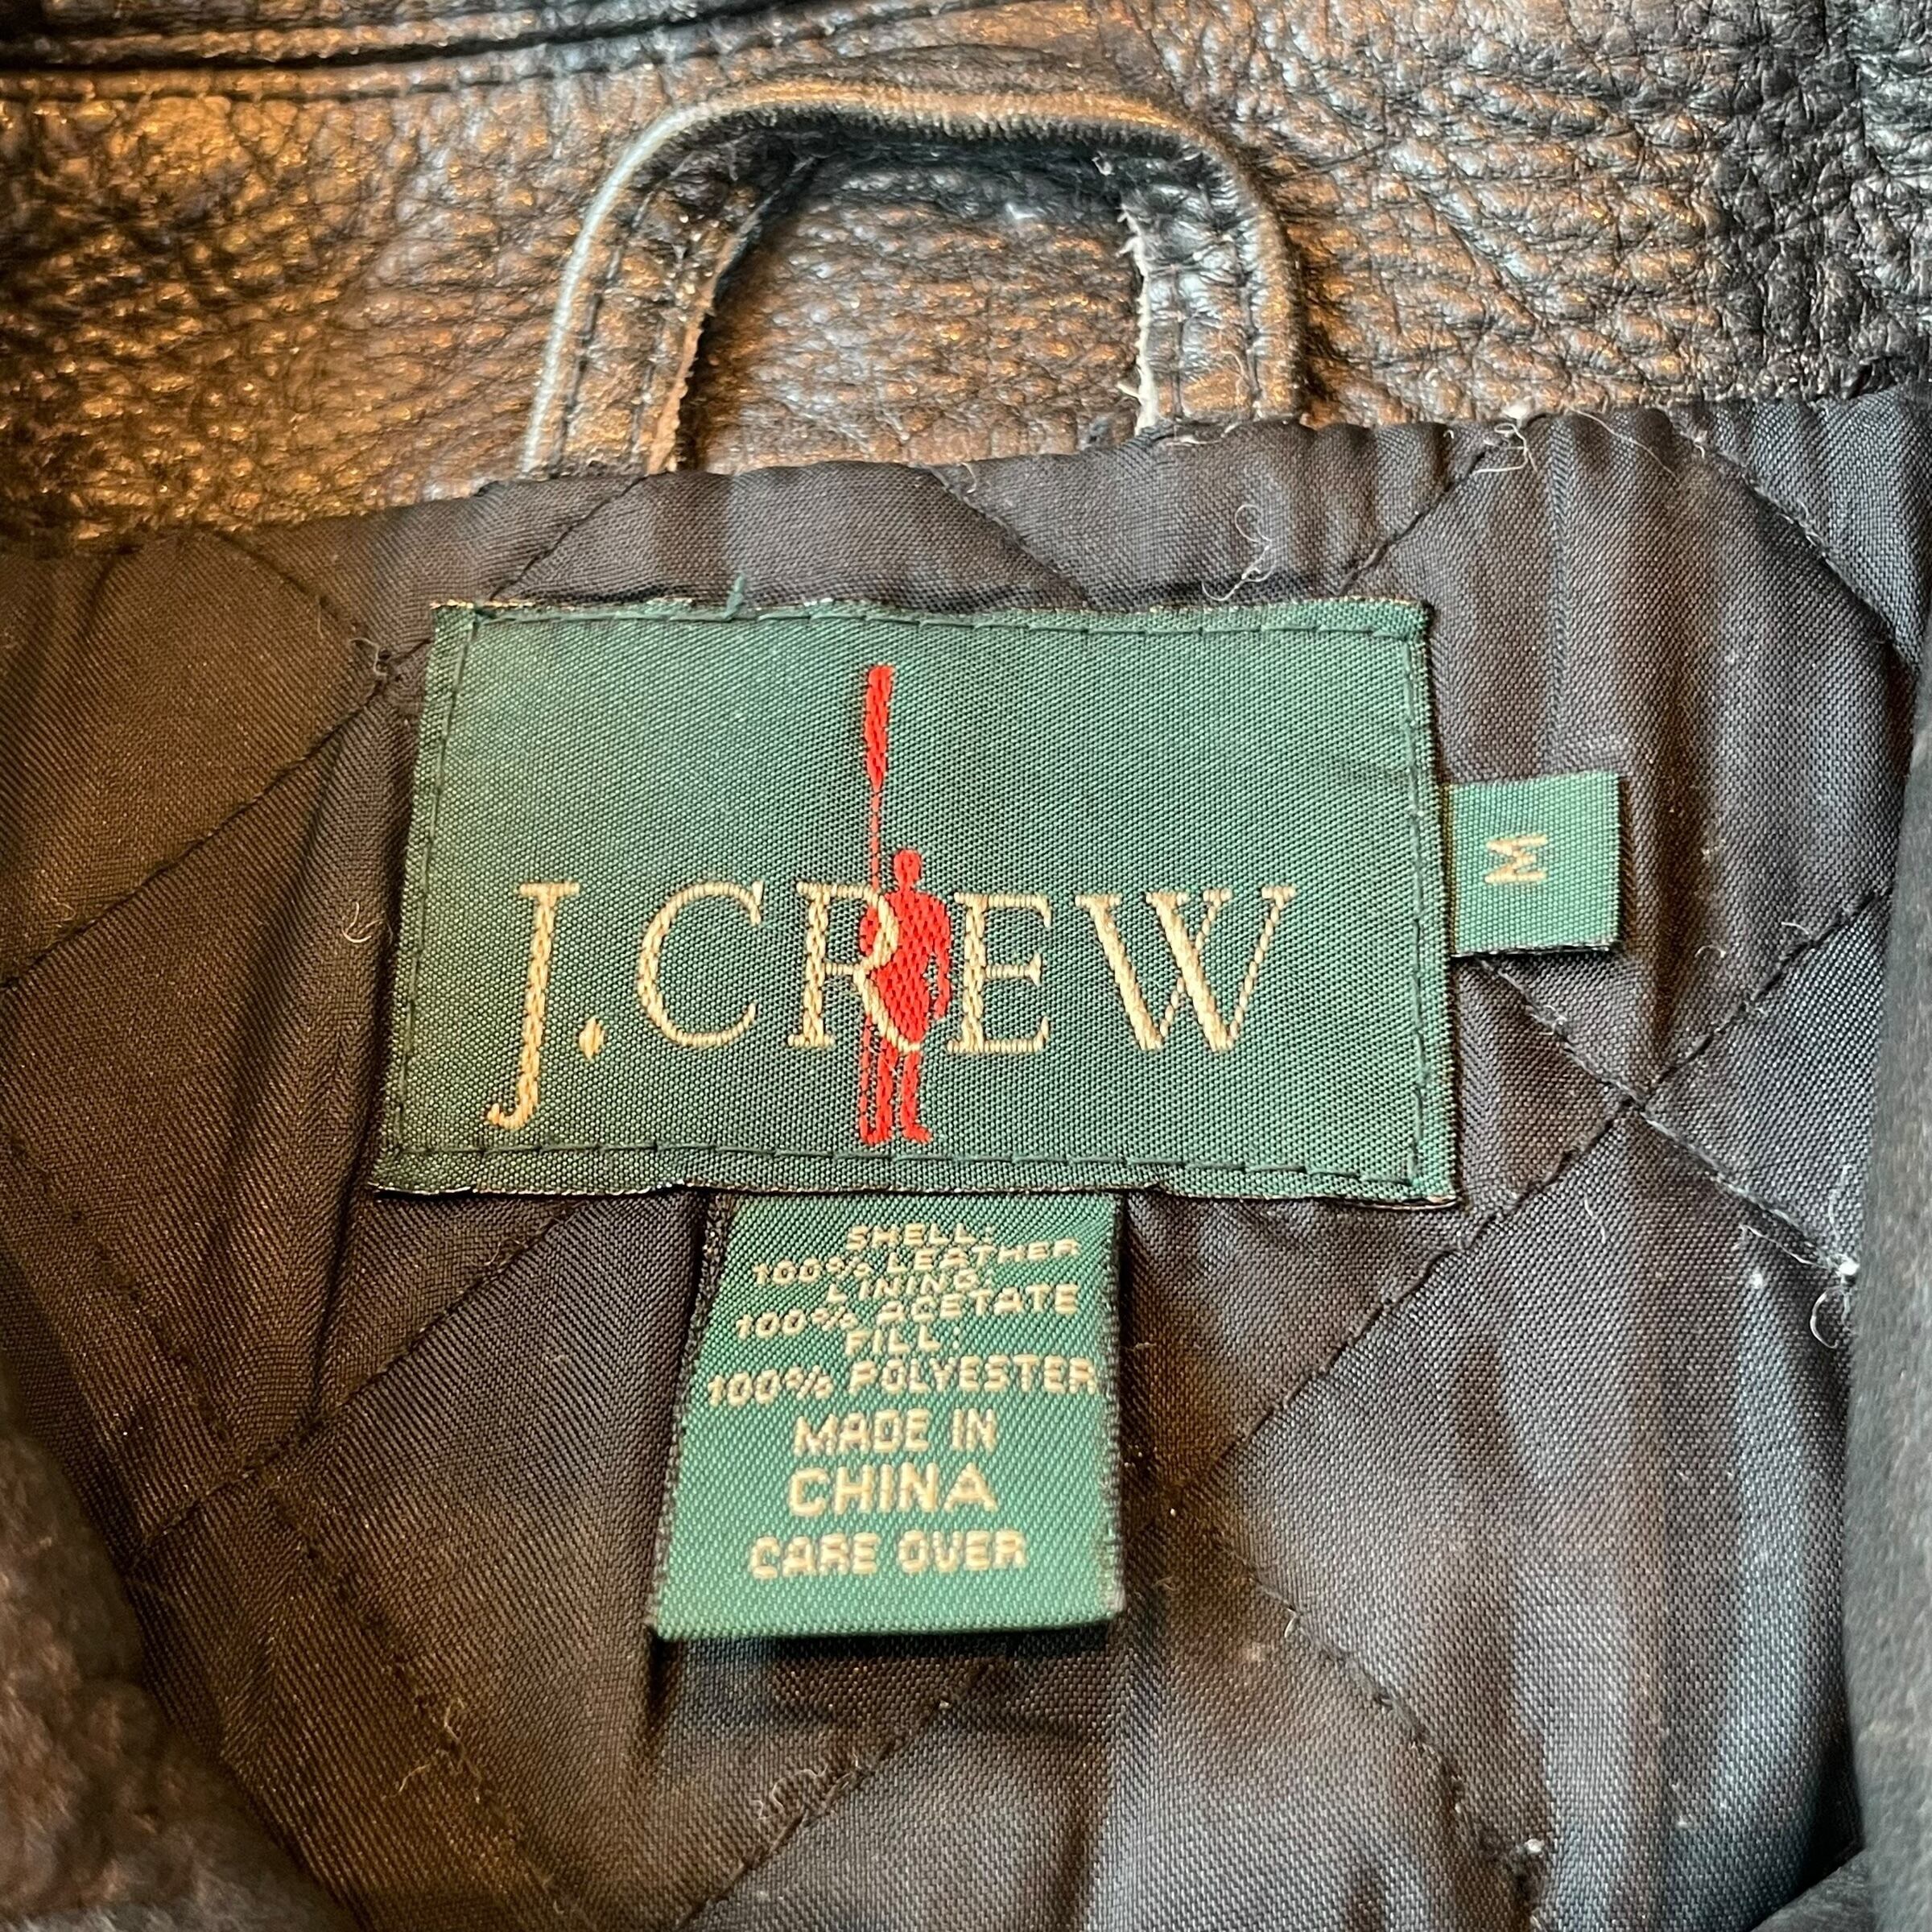 J.CREW
M
SHELL:
100% LEATHER
LINING:
100% ACETATE
FILL:
100% POLYESTER
MADE IN
CHINA
CARE OVER